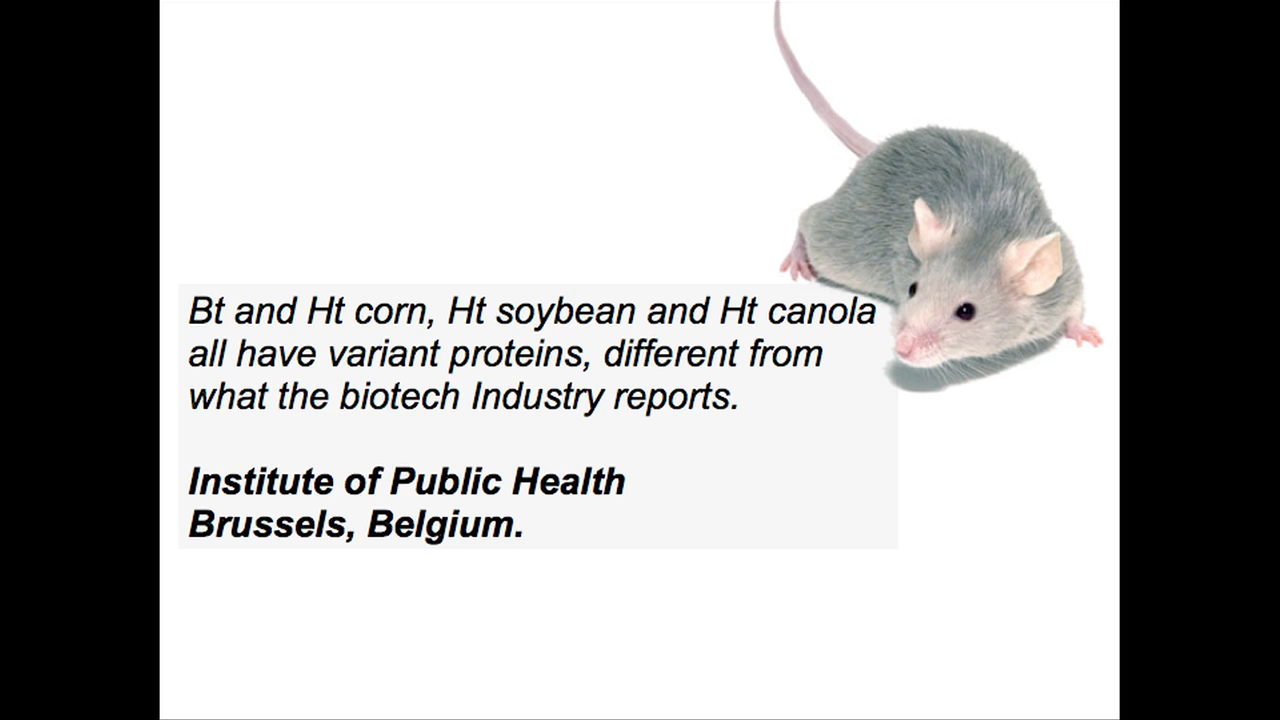 Bt and Ht corn, Ht soybean and Ht canola
all have variant proteins, different from
what the biotech Industry reports.
Institute of Public Health
Brussels, Belgium.